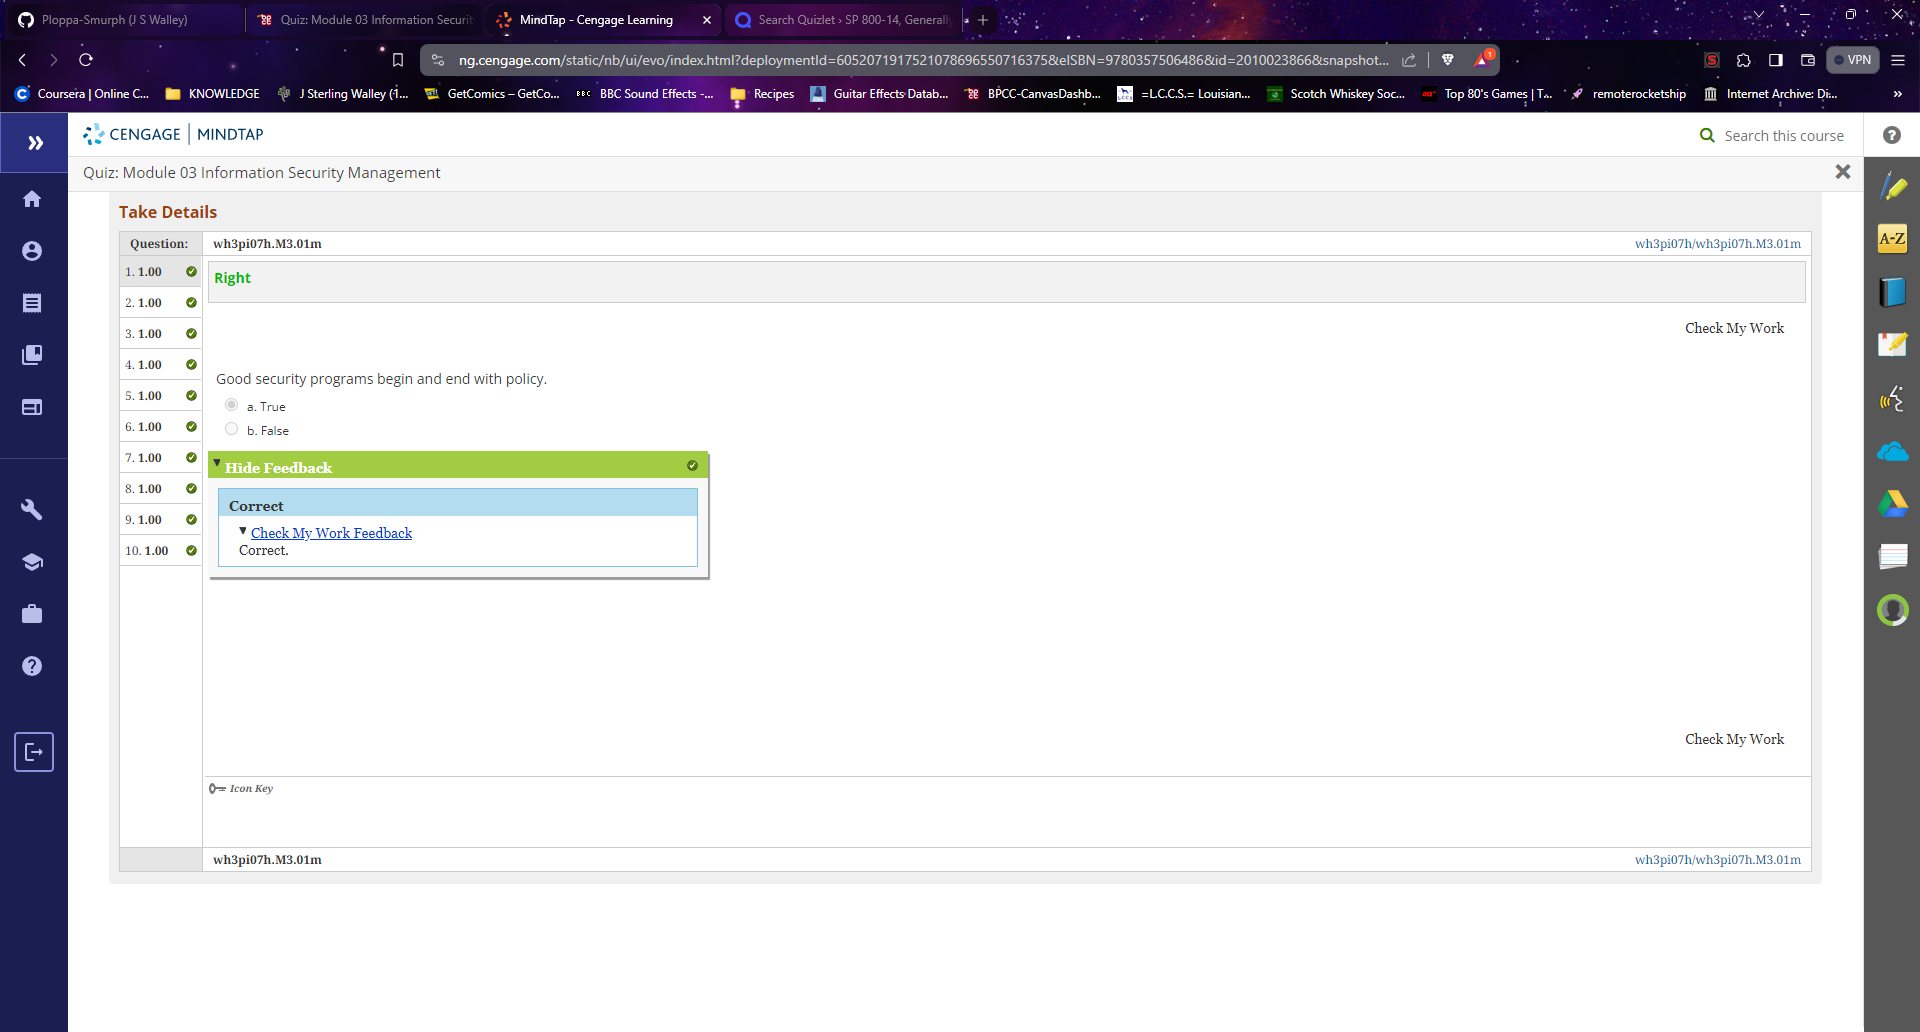 Ploppa-Smurph (J S Walley)
Quiz: Module 03 Information Securit
MindTap - Cengage Learning
Search Quizlet › SP 800-14, Generally
ng.cengage.com/static/nb/ui/evo/index.html?deploymentId=6052071917521078696550716375&eISBN=9780357506486&id=2010023866&snapshot...
1
VPN
Coursera | Online C...
KNOWLEDGE
J Sterling Walley (1...
GetComics – GetCo...
BBC
BBC Sound Effects -...
Recipes
Guitar Effects Datab...
BPCC-CanvasDashb...
=L.C.C.S.= Louisian...
Scotch Whiskey Soc...
Top 80's Games | T...
remoterocketship
Internet Archive: Di...
CENGAGE | MINDTAP
Search this course
Quiz: Module 03 Information Security Management
Take Details
Question:
wh3pi07h.M3.01m
wh3pi07h/wh3pi07h.M3.01m
1. 1.00
2. 1.00
3. 1.00
4. 1.00
5. 1.00
6. 1.00
7. 1.00
8. 1.00
9. 1.00
10. 1.00
Right
Check My Work
Good security programs begin and end with policy.
a. True
b. False
Hide Feedback
Correct
Check My Work Feedback
Correct.
Check My Work
Icon Key
wh3pi07h.M3.01m
wh3pi07h/wh3pi07h.M3.01m
A-Z